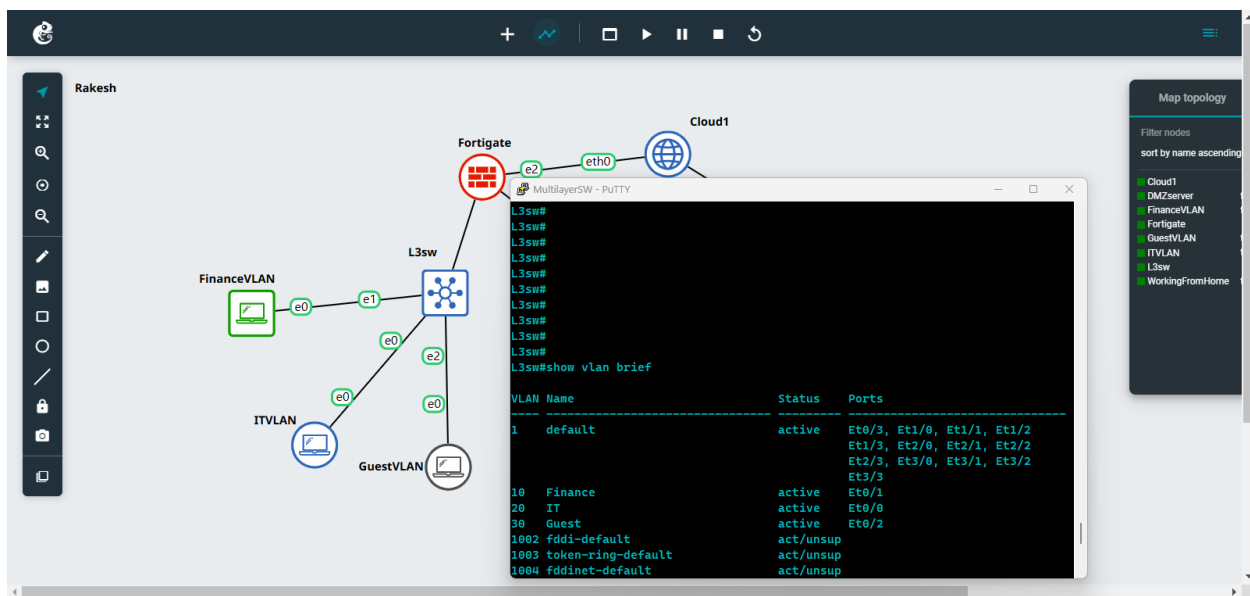 Rakesh
Cloud1
Fortigate
e2
eth0
L3sw
FinanceVLAN
e0
e1
e0
e2
e0
e0
ITVLAN
GuestVLAN
MultilayerSW - PuTTY
L3sw#
L3sw#
L3sw#
L3sw#
L3sw#
L3sw#
L3sw#
L3sw#
L3sw#
L3sw#
L3sw#show vlan brief
VLAN Name Status Ports
---- -------------------------------- --------- -------------------------------
1 default active Et0/3, Et1/0, Et1/1, Et1/2
Et1/3, Et2/0, Et2/1, Et2/2
Et2/3, Et3/0, Et3/1, Et3/2
Et3/3
10 Finance active Et0/1
20 IT active Et0/0
30 Guest active Et0/2
1002 fddi-default act/unsup
1003 token-ring-default act/unsup
1004 fddinet-default act/unsup
Map topology
Filter nodes
sort by name ascending
Cloud1
DMZserver
FinanceVLAN
Fortigate
GuestVLAN
ITVLAN
L3sw
WorkingFromHome